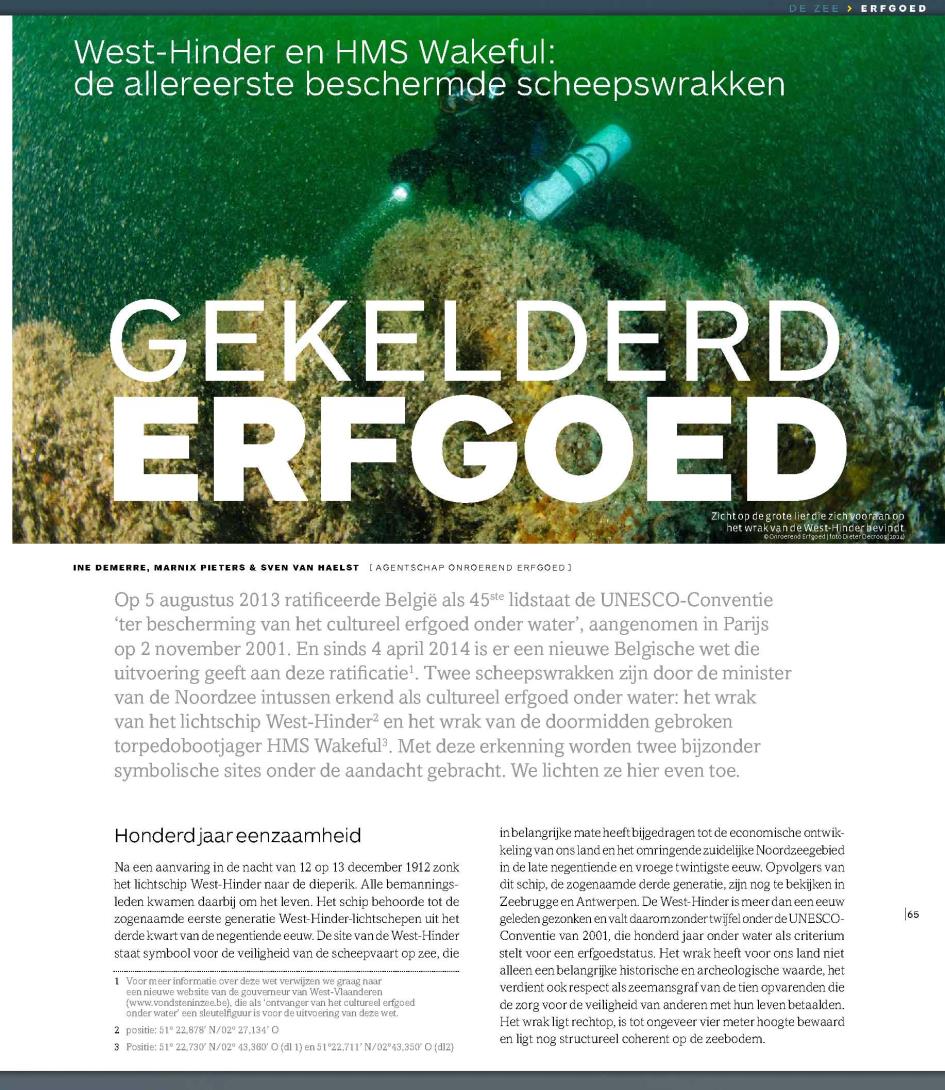 DE ZEE > ERFGOED
West-Hinder en HMS Wakeful:
de allereerste beschermde scheepswrakken
GEKELDERD
ERFGOED
Zicht op de grote lier die zich vooraan op
het wrak van de West-Hinder bevindt
© Onroerend Erfgoed | foto Dieter Decroos (2014)
INE DEMERRE, MARNIX PIETERS & SVEN VAN HAELST [AGENTSCHAP ONROEREND ERFGOED]
Op 5 augustus 2013 ratificeerde België als 45ste lidstaat de UNESCO-Conventie
‘ter bescherming van het cultureel erfgoed onder water’, aangenomen in Parijs
op 2 november 2001. En sinds 4 april 2014 is er een nieuwe Belgische wet die
uitvoering geeft aan deze ratificatie¹. Twee scheepswrakken zijn door de minister
van de Noordzee intussen erkend als cultureel erfgoed onder water: het wrak
van het lichtschip West-Hinder² en het wrak van de doormidden gebroken
torpedobootjager HMS Wakeful³. Met deze erkenning worden twee bijzonder
symbolische sites onder de aandacht gebracht. We lichten ze hier even toe.
Honderd jaar eenzaamheid
Na een aanvaring in de nacht van 12 op 13 december 1912 zonk
het lichtschip West-Hinder naar de dieperik. Alle bemannings-
leden kwamen daarbij om het leven. Het schip behoorde tot de
zogenaamde eerste generatie West-Hinder-lichtschepen uit het
derde kwart van de negentiende eeuw. De site van de West-Hinder
staat symbool voor de veiligheid van de scheepvaart op zee, die
1 Voor meer informatie over deze wet verwijzen we graag naar
een nieuwe website van de gouverneur van West-Vlaanderen
(www.vondsteninzee.be), die als ‘ontvanger van het cultureel erfgoed
onder water’ een sleutelfiguur is voor de uitvoering van deze wet.
2 positie: 51° 22,878’ N/02° 27,134’ O
3 Positie: 51° 22,730’ N/02° 43,360’ O (dl 1) en 51°22,711’ N/02°43,350’ O (dl2)
in belangrijke mate heeft bijgedragen tot de economische ontwik-
keling van ons land en het omringende zuidelijke Noordzeegebied
in de late negentiende en vroege twintigste eeuw. Opvolgers van
dit schip, de zogenaamde derde generatie, zijn nog te bekijken in
Zeebrugge en Antwerpen. De West-Hinder is meer dan een eeuw
geleden gezonken en valt daarom zonder twijfel onder de UNESCO-
Conventie van 2001, die honderd jaar onder water als criterium
stelt voor een erfgoedstatus. Het wrak heeft voor ons land niet
alleen een belangrijke historische en archeologische waarde, het
verdient ook respect als zeemansgraf van de tien opvarenden die
de zorg voor de veiligheid van anderen met hun leven betaalden.
Het wrak ligt rechtop, is tot ongeveer vier meter hoogte bewaard
en ligt nog structureel coherent op de zeebodem.
|65